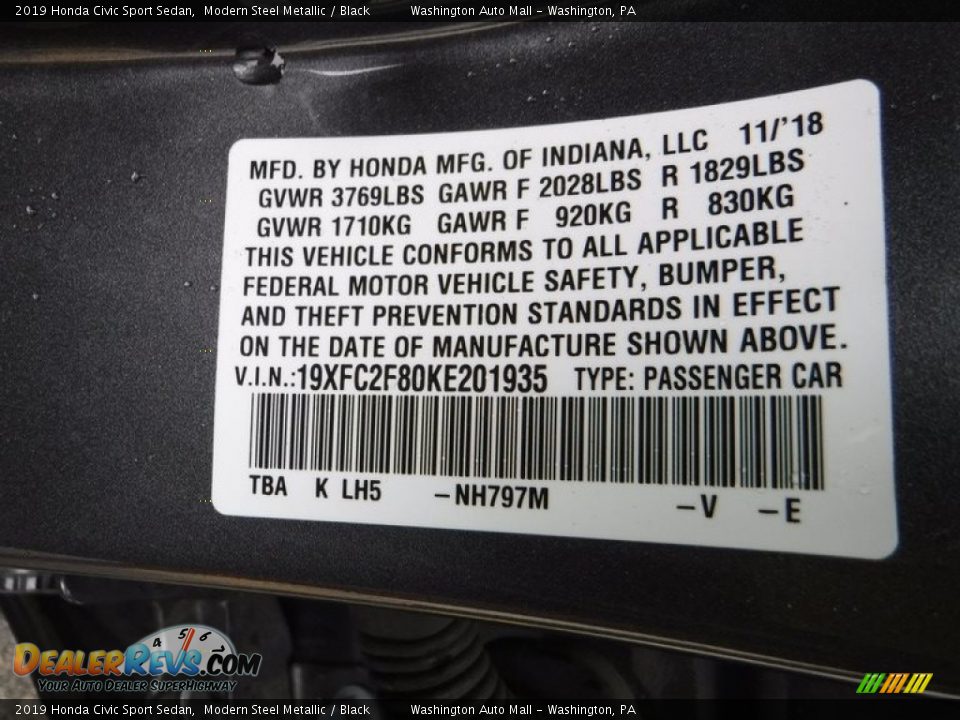 2019 Honda Civic Sport Sedan, Modern Steel Metallic / Black Washington Auto Mall - Washington, PA
MFD. BY HONDA MFG. OF INDIANA, LLC 11/'18
GVWR 3769LBS GAWR F 2028LBS R 1829LBS
GVWR 1710KG GAWR F 920KG R 830KG
THIS VEHICLE CONFORMS TO ALL APPLICABLE
FEDERAL MOTOR VEHICLE SAFETY, BUMPER,
AND THEFT PREVENTION STANDARDS IN EFFECT
ON THE DATE OF MANUFACTURE SHOWN ABOVE.
V.I.N.:19XFC2F80KE201935 TYPE: PASSENGER CAR
TBA K LH5 -NH797M -V -E
4 5 6 7
DealerRevs.com
Your Auto Dealer SuperHighway
2019 Honda Civic Sport Sedan, Modern Steel Metallic / Black Washington Auto Mall - Washington, PA